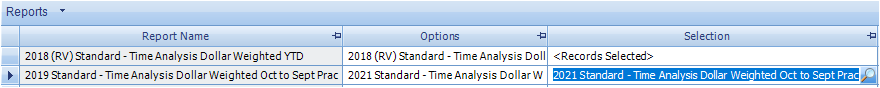 Reports
Report Name Options Selection
2018 (RV) Standard - Time Analysis Dollar Weighted YTD 2018 (RV) Standard - Time Analysis Doll <Records Selected>
2019 Standard - Time Analysis Dollar Weighted Oct to Sept Prac 2021 Standard - Time Analysis Dollar W 2021 Standard - Time Analysis Dollar Weighted Oct to Sept Prac